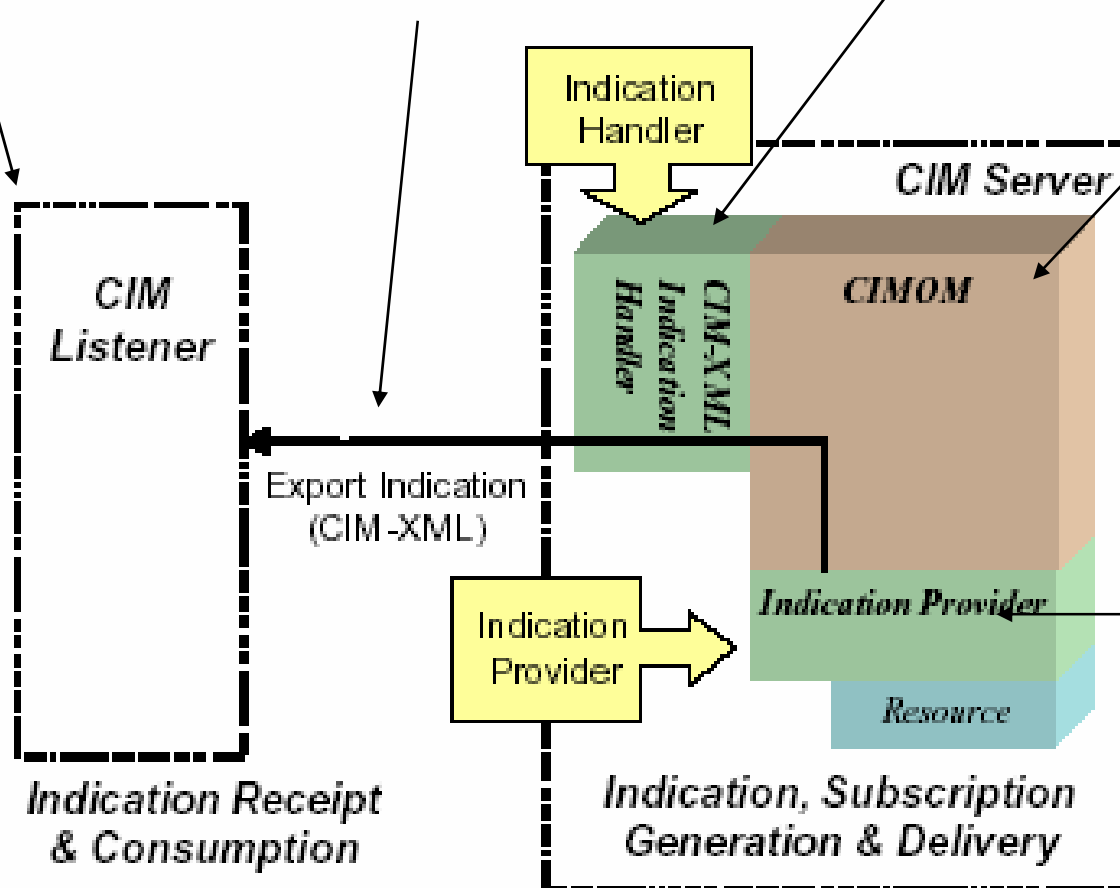 Indication
Handler
CIM Server
CIM
Listener
CIM-XML
Indication
Handler
CIMOM
Export Indication
(CIM-XML)
Indication
Provider
Indication Provider
Resource
Indication Receipt
& Consumption
Indication, Subscription
Generation & Delivery